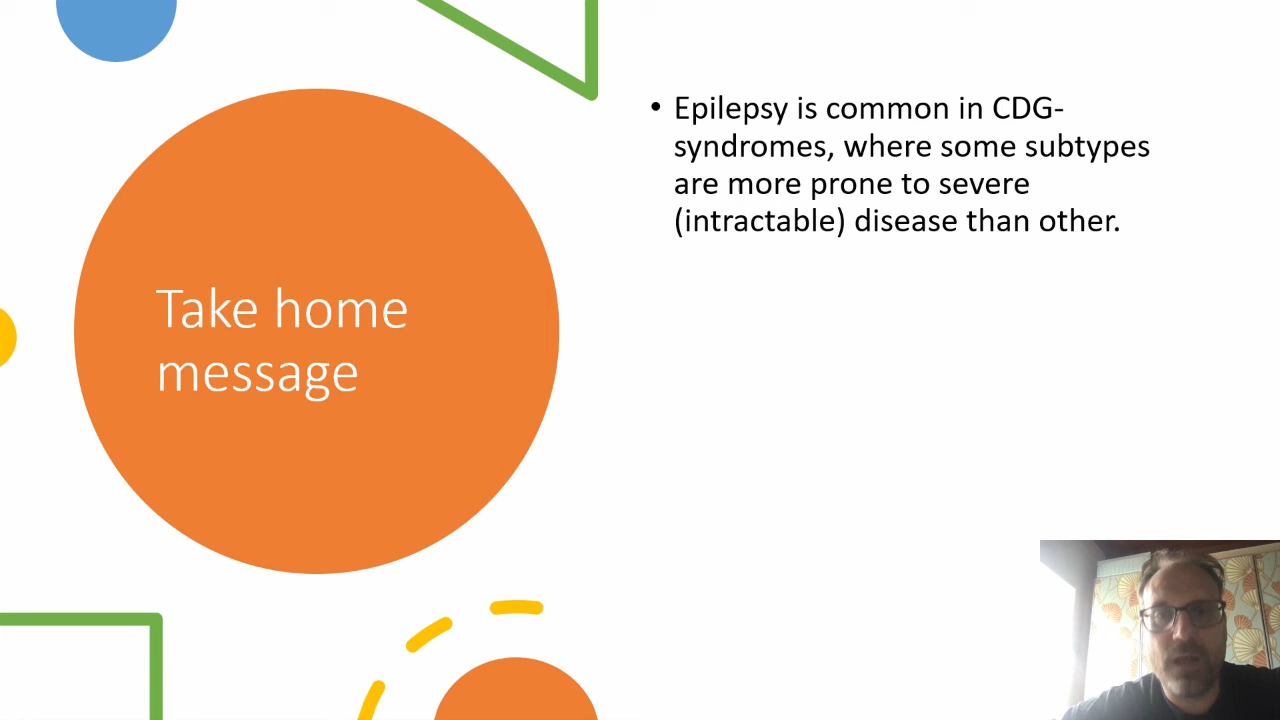 Take home
message
• Epilepsy is common in CDG-
syndromes, where some subtypes
are more prone to severe
(intractable) disease than other.